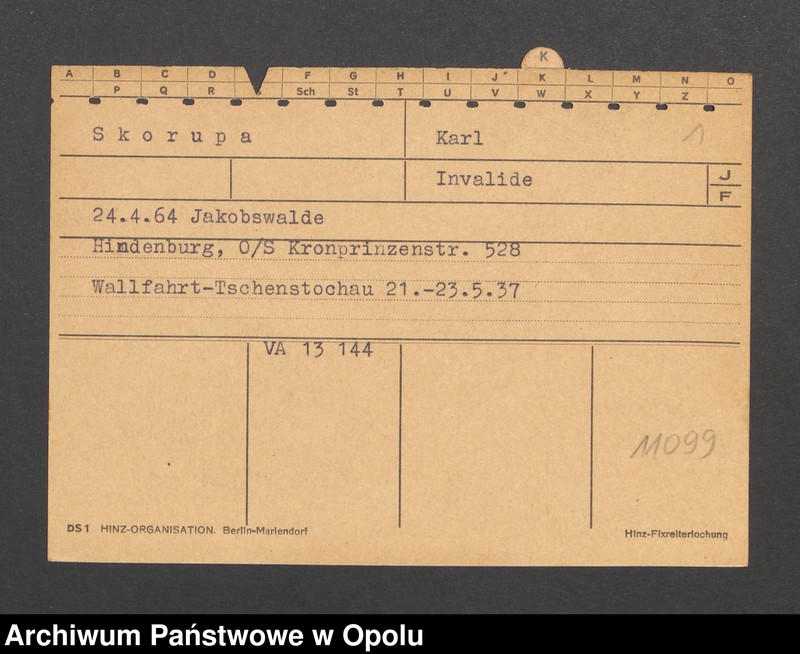 K
A B C D F G H I J K L M N O
P Q R Sch St T U V W X Y Z
Skorupa Karl 1
Invalide J
F
24.4.64 Jakobswalde
Hindenburg, O/S Kronprinzenstr. 528
Wallfahrt-Tschenstochau 21.-23.5.37
VA 13 144
11099
DS1 HINZ-ORGANISATION. Berlin-Mariendorf Hinz-Fixreiterlochung
Archiwum Państwowe w Opolu